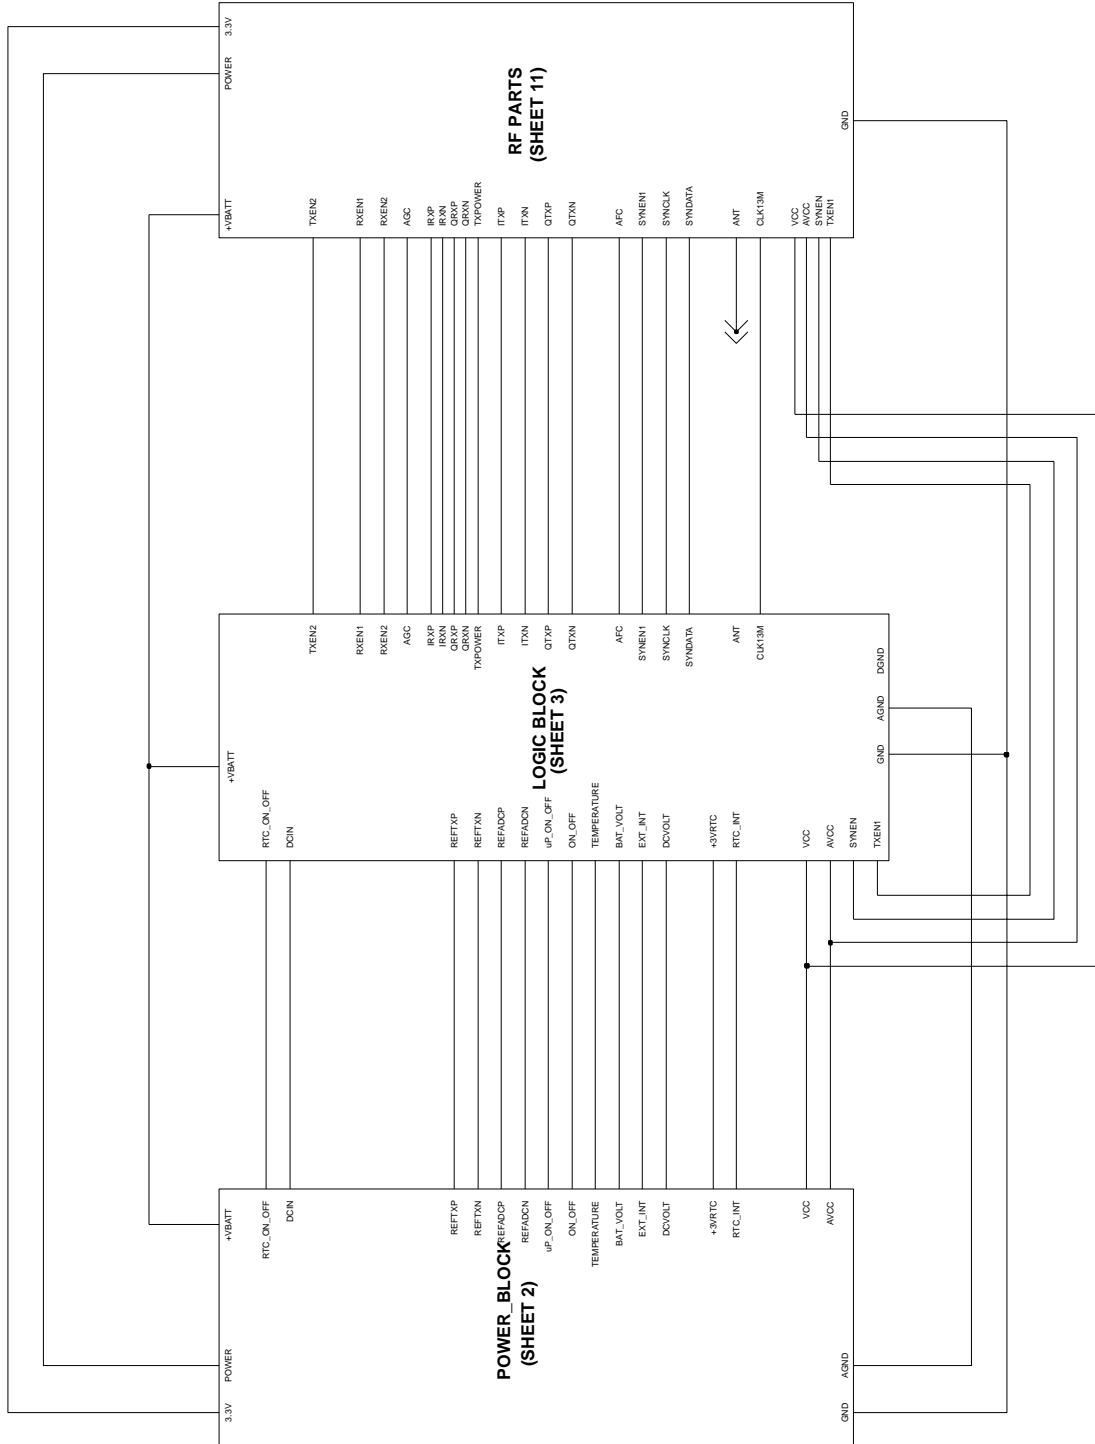 POWER_BLOCK
(SHEET 2)
3.3V
POWER
+VBATT
RTC_ON_OFF
DCIN
REFTXP
REFTXN
REFADCP
REFADCN
uP_ON_OFF
ON_OFF
TEMPERATURE
BAT_VOLT
EXT_INT
DCVOLT
+3VRTC
RTC_INT
VCC
AVCC
GND
AGND
LOGIC BLOCK
(SHEET 3)
+VBATT
RTC_ON_OFF
DCIN
REFTXP
REFTXN
REFADCP
REFADCN
uP_ON_OFF
ON_OFF
TEMPERATURE
BAT_VOLT
EXT_INT
DCVOLT
+3VRTC
RTC_INT
VCC
AVCC
SYNEN
TXEN1
GND
AGND
DGND
TXEN2
RXEN1
RXEN2
AGC
IRXP
IRXN
QRXP
QRXN
TXPOWER
ITXP
ITXN
QTXP
QTXN
AFC
SYNEN1
SYNCLK
SYNDATA
ANT
CLK13M
RF PARTS
(SHEET 11)
3.3V
POWER
+VBATT
TXEN2
RXEN1
RXEN2
AGC
IRXP
IRXN
QRXP
QRXN
TXPOWER
ITXP
ITXN
QTXP
QTXN
AFC
SYNEN1
SYNCLK
SYNDATA
ANT
CLK13M
VCC
AVCC
SYNEN
TXEN1
GND